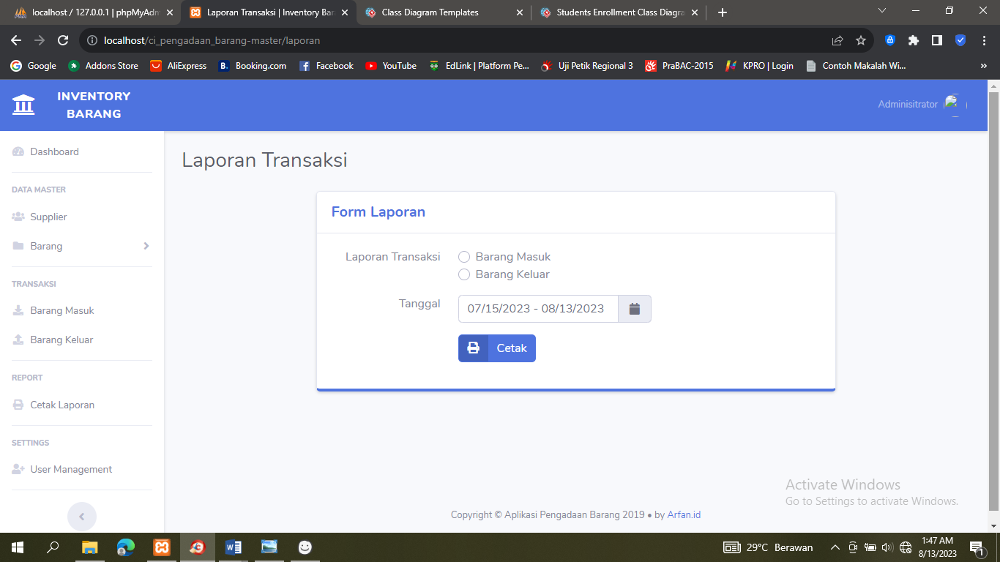 localhost / 127.0.0.1 | phpMyAdm
Laporan Transaksi | Inventory Bar
Class Diagram Templates
Students Enrollment Class Diagra
localhost/ci_pengadaan_barang-master/laporan
Google
Addons Store
AliExpress
Booking.com
Facebook
YouTube
EdLink | Platform Pe...
Uji Petik Regional 3
PraBAC-2015
KPRO | Login
Contoh Makalah Wi...
»
INVENTORY
BARANG
Adminisitrator
Dashboard
DATA MASTER
Supplier
Barang
TRANSAKSI
Barang Masuk
Barang Keluar
REPORT
Cetak Laporan
SETTINGS
User Management
Laporan Transaksi
Form Laporan
Laporan Transaksi
Barang Masuk
Barang Keluar
Tanggal
07/15/2023 - 08/13/2023
Cetak
Activate Windows
Go to Settings to activate Windows.
Copyright © Aplikasi Pengadaan Barang 2019 • by Arfan.id
29°C Berawan
1:47 AM
8/13/2023
1